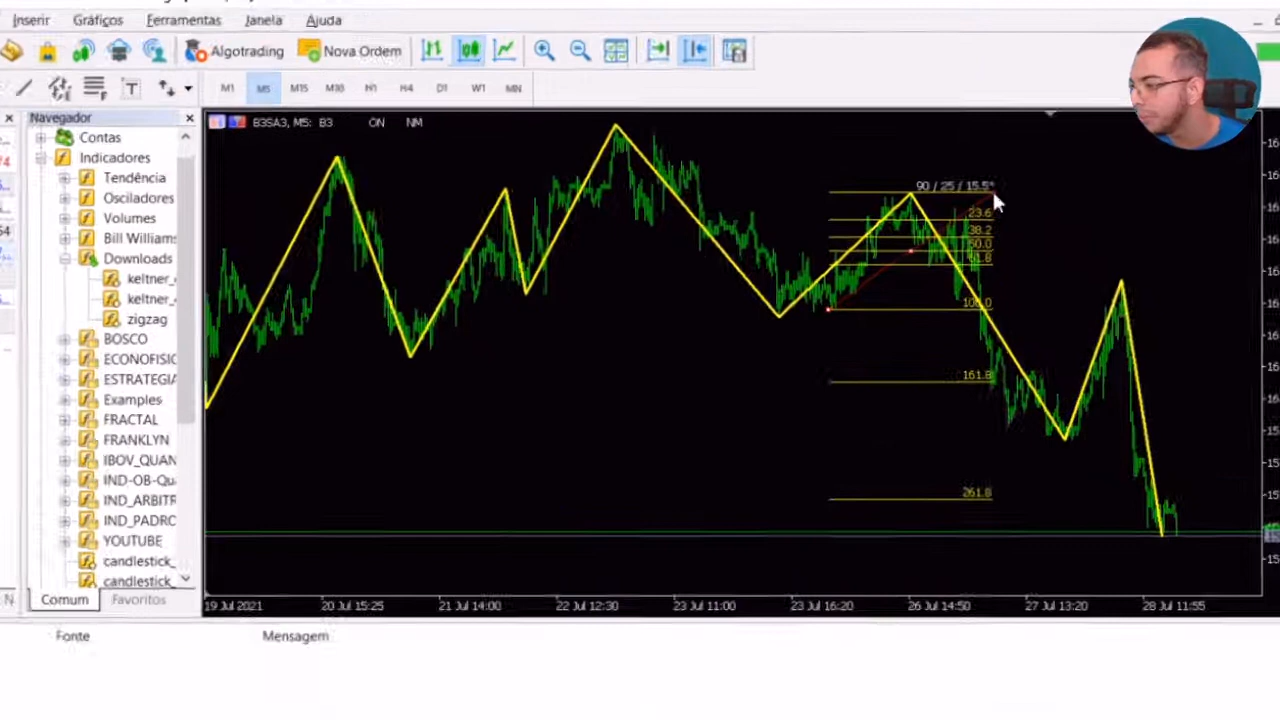 Inserir Gráficos Ferramentas Janela Ajuda
Algotrading Nova Ordem
T M1 M5 M15 M30 H1 H4 D1 W1 MN
Navegador
Contas
Indicadores
Tendência
Osciladores
Volumes
Bill Williams
Downloads
keltner_
keltner_
zigzag
BOSCO
ECONOFISIC
ESTRATEGIA
Examples
FRACTAL
FRANKLYN
IBOV_QUAN
IND-OB-Qu
IND_ARBITR
IND_PADRO
YOUTUBE
candlestick_
candlestick_
Comum Favoritos
B3SA3, M5: B3 ON NM
90 / 25 / 15.5°
23.6
38.2
50.0
61.8
100.0
161.8
261.8
19 Jul 2021 20 Jul 15:25 21 Jul 14:00 22 Jul 12:30 23 Jul 11:00 23 Jul 16:20 26 Jul 14:50 27 Jul 13:20 28 Jul 11:55
Fonte Mensagem